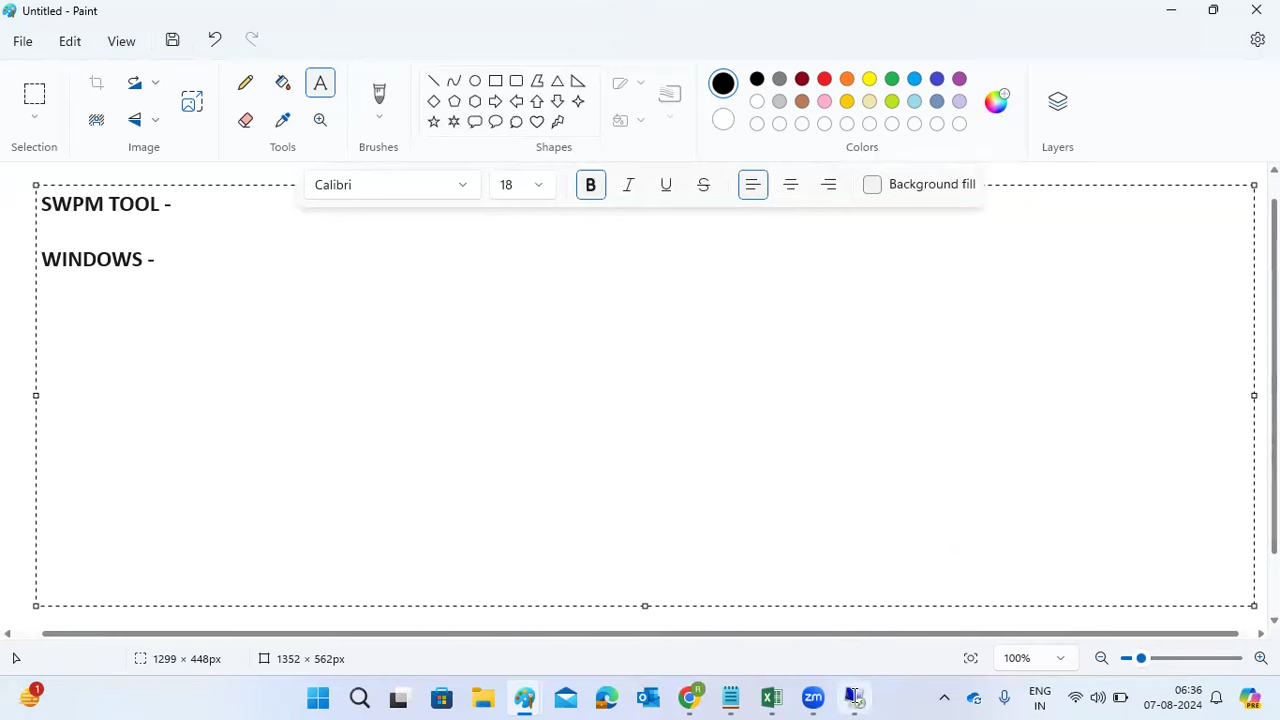 Untitled - Paint
File Edit View
Selection Image Tools Brushes Shapes Colors Layers
Calibri 18 B I U S Background fill
SWPM TOOL -
WINDOWS -
1299 × 448px 1352 × 562px 100%
ENG 06:36
IN 07-08-2024